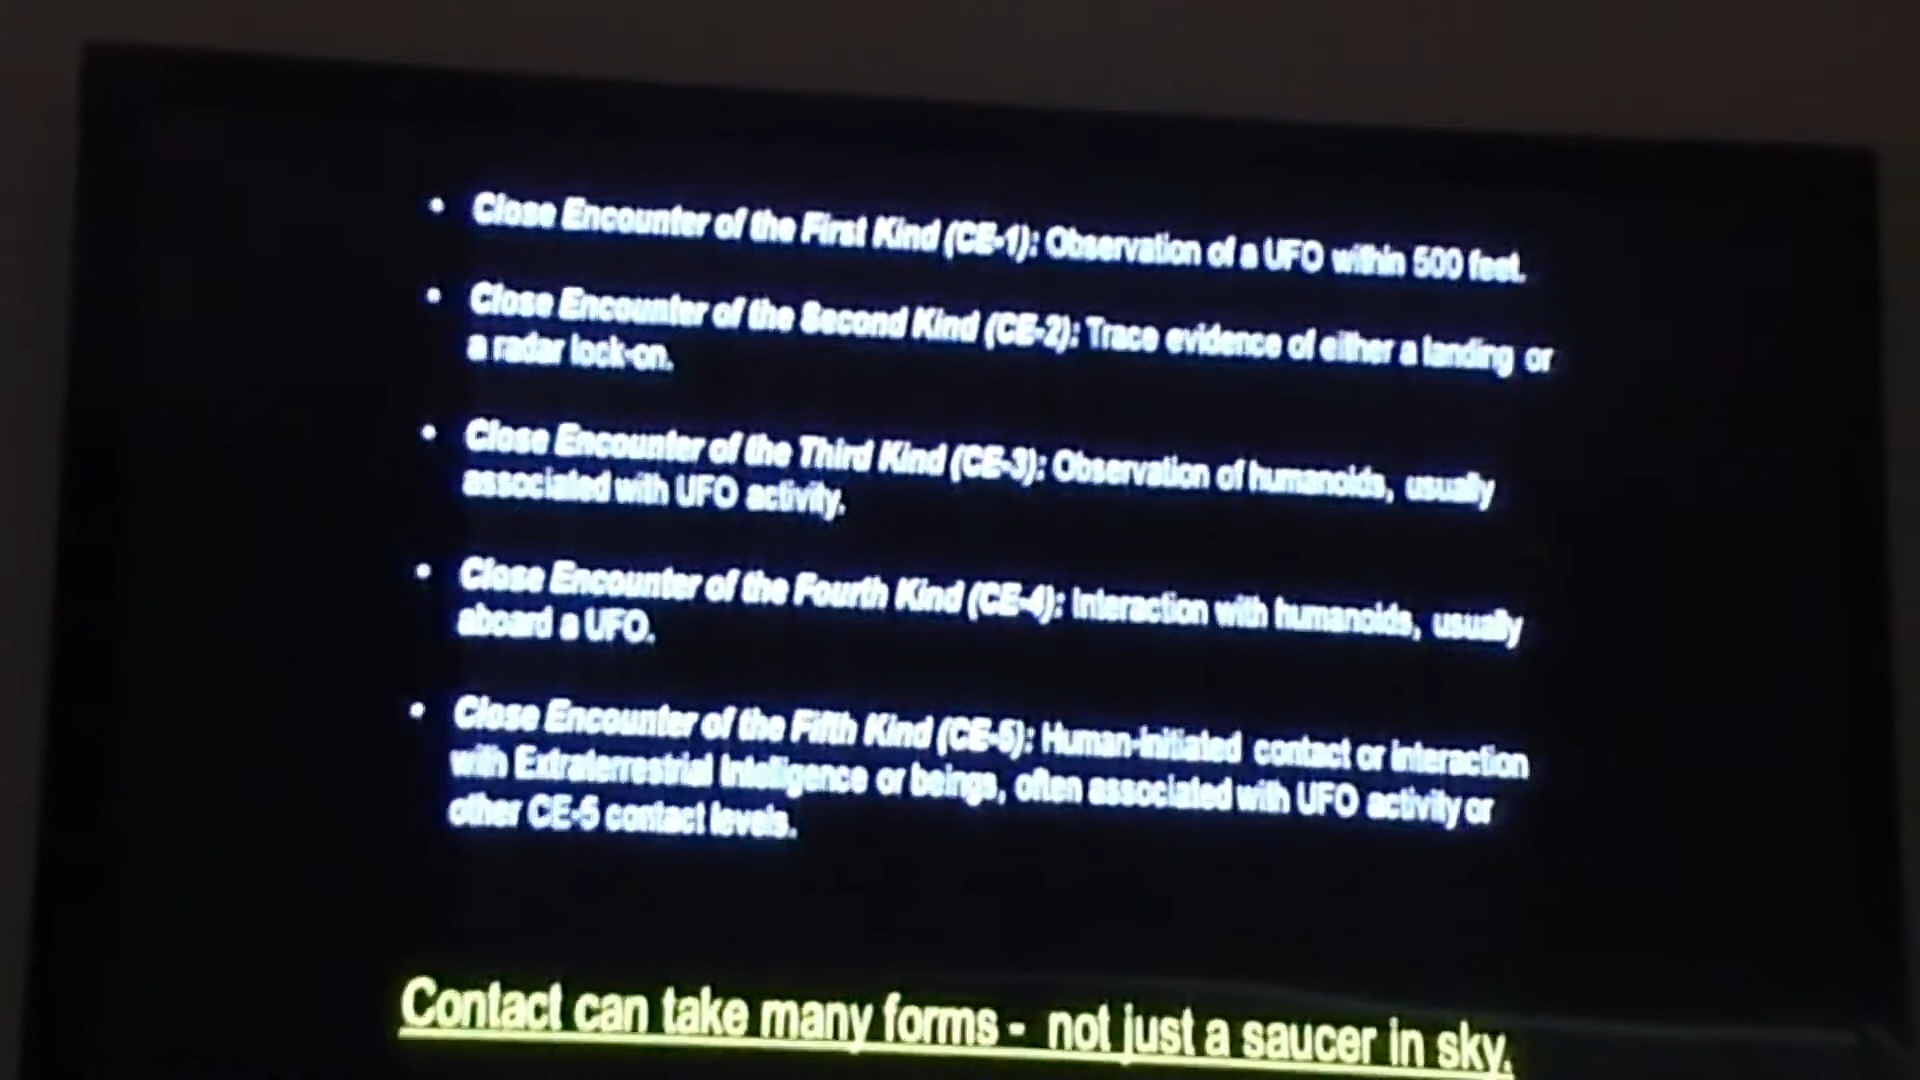 • Close Encounter of the First Kind (CE-1): Observation of a UFO within 500 feet.
• Close Encounter of the Second Kind (CE-2): Trace evidence of either a landing or
a radar lock-on.
• Close Encounter of the Third Kind (CE-3): Observation of humanoids, usually
associated with UFO activity.
• Close Encounter of the Fourth Kind (CE-4): Interaction with humanoids, usually
aboard a UFO.
• Close Encounter of the Fifth Kind (CE-5): Human-initiated contact or interaction
with Extraterrestrial Intelligence or beings, often associated with UFO activity or
other CE-5 contact levels.
Contact can take many forms - not just a saucer in sky.